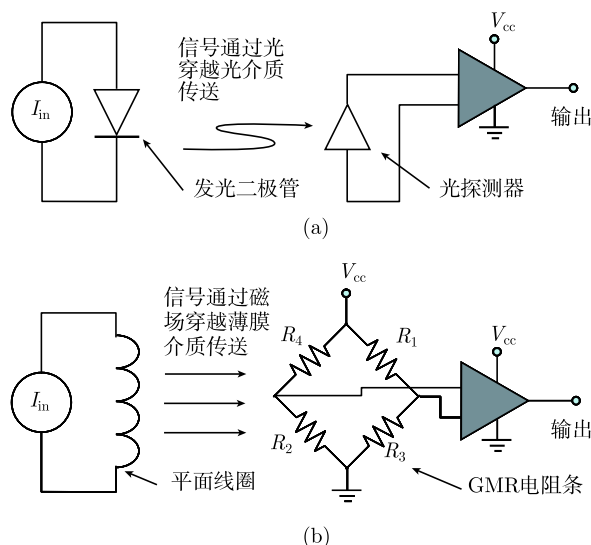 信号通过光
穿越光介质
传送
V_cc
I_in
输出
发光二极管
光探测器
(a)
信号通过磁
场穿越薄膜
介质传送
V_cc
R_4
R_1
V_cc
I_in
R_2
R_3
输出
平面线圈
GMR电阻条
(b)